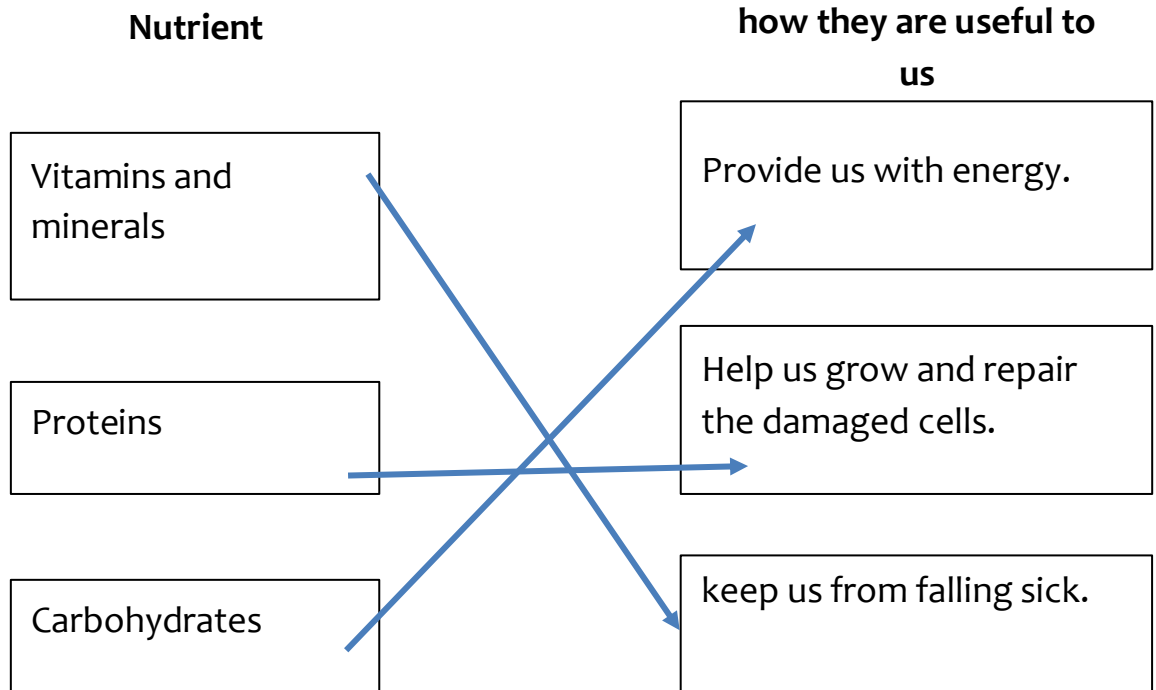 Nutrient
how they are useful to
us
Vitamins and
minerals
Provide us with energy.
Proteins
Help us grow and repair
the damaged cells.
Carbohydrates
keep us from falling sick.